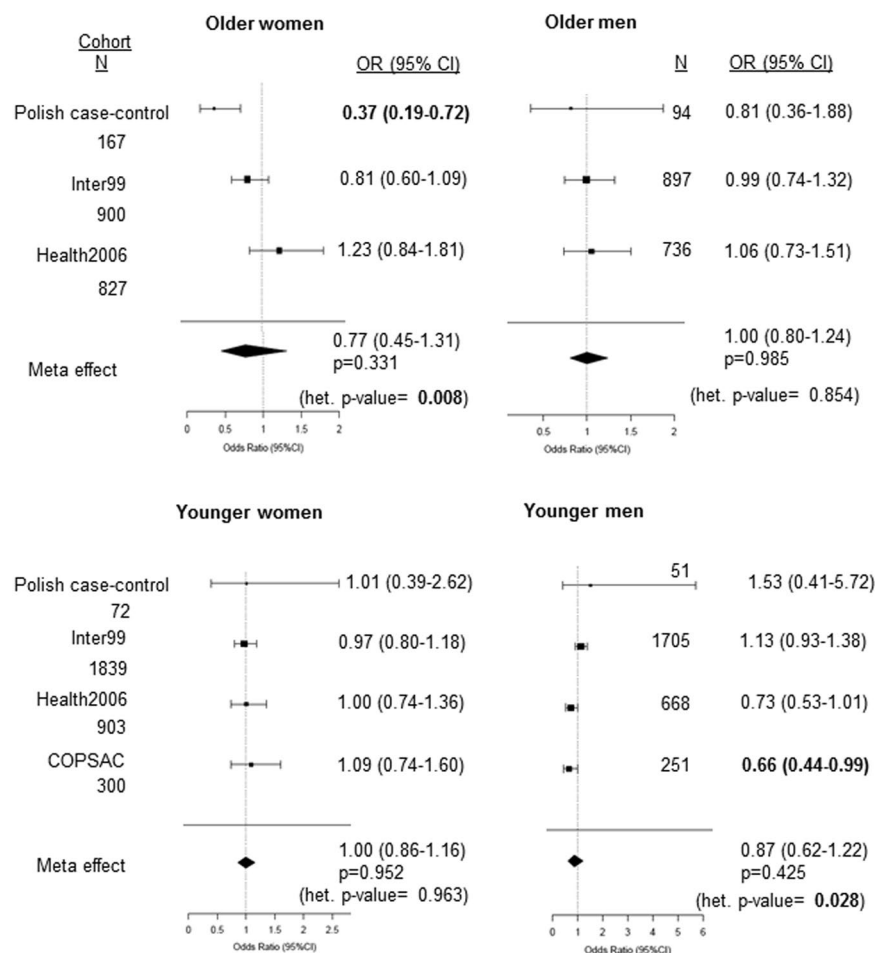 Older women
Older men
Cohort
N
OR (95% CI)
N
OR (95% CI)
Polish case-control
167
0.37 (0.19-0.72)
94
0.81 (0.36-1.88)
Inter99
900
0.81 (0.60-1.09)
897
0.99 (0.74-1.32)
Health2006
827
1.23 (0.84-1.81)
736
1.06 (0.73-1.51)
Meta effect
0.77 (0.45-1.31)
p=0.331
(het. p-value= 0.008)
1.00 (0.80-1.24)
p=0.985
(het. p-value= 0.854)
0 0.5 1 1.5 2
Odds Ratio (95%CI)
0.5 1 1.5 2
Odds Ratio (95%CI)
Younger women
Younger men
Polish case-control
72
1.01 (0.39-2.62)
51
1.53 (0.41-5.72)
Inter99
1839
0.97 (0.80-1.18)
1705
1.13 (0.93-1.38)
Health2006
903
1.00 (0.74-1.36)
668
0.73 (0.53-1.01)
COPSAC
300
1.09 (0.74-1.60)
251
0.66 (0.44-0.99)
Meta effect
1.00 (0.86-1.16)
p=0.952
(het. p-value= 0.963)
0.87 (0.62-1.22)
p=0.425
(het. p-value= 0.028)
0 0.5 1 1.5 2 2.5
Odds Ratio (95%CI)
0 1 2 3 4 5 6
Odds Ratio (95%CI)